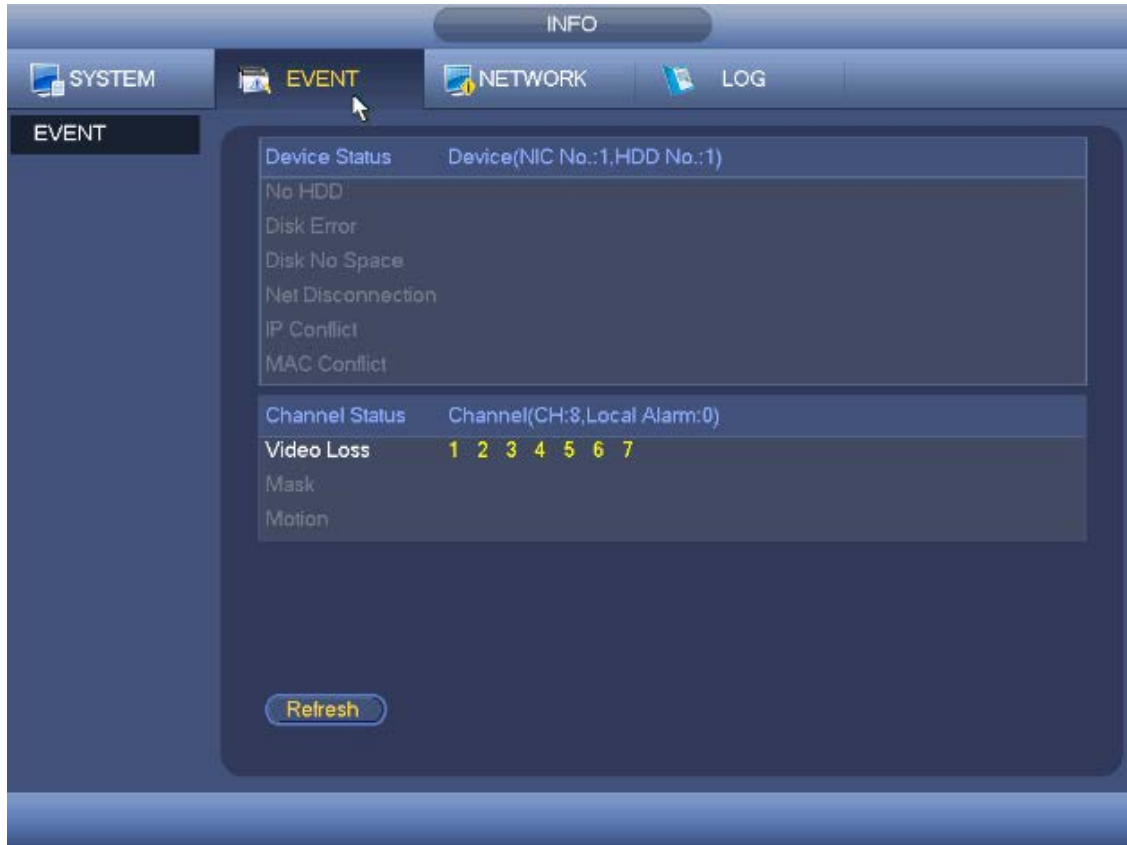 INFO
SYSTEM EVENT NETWORK LOG
EVENT
Device Status Device(NIC No.:1,HDD No.:1)
No HDD
Disk Error
Disk No Space
Net Disconnection
IP Conflict
MAC Conflict
Channel Status Channel(CH:8,Local Alarm:0)
Video Loss 1 2 3 4 5 6 7
Mask
Motion
Refresh